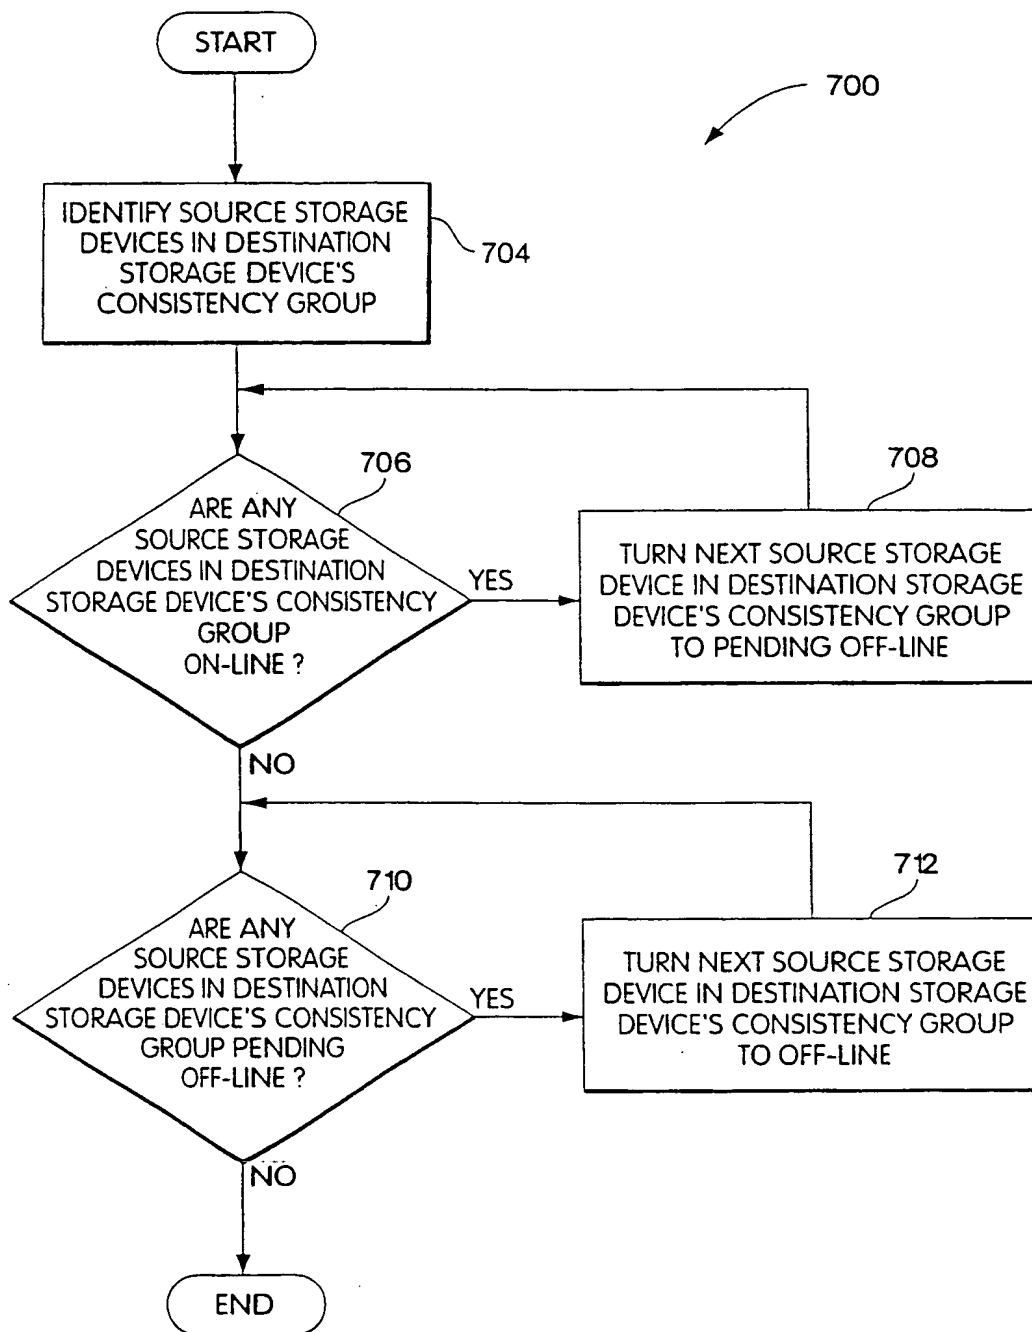 START
700
IDENTIFY SOURCE STORAGE
DEVICES IN DESTINATION
STORAGE DEVICE'S
CONSISTENCY GROUP
704
706
ARE ANY
SOURCE STORAGE
DEVICES IN DESTINATION
STORAGE DEVICE'S CONSISTENCY
GROUP
ON-LINE ?
YES
708
TURN NEXT SOURCE STORAGE
DEVICE IN DESTINATION STORAGE
DEVICE'S CONSISTENCY GROUP
TO PENDING OFF-LINE
NO
710
ARE ANY
SOURCE STORAGE
DEVICES IN DESTINATION
STORAGE DEVICE'S CONSISTENCY
GROUP PENDING
OFF-LINE ?
YES
712
TURN NEXT SOURCE STORAGE
DEVICE IN DESTINATION STORAGE
DEVICE'S CONSISTENCY GROUP
TO OFF-LINE
NO
END